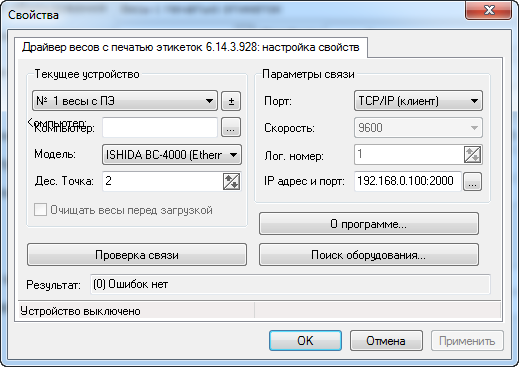 Свойства
Драйвер весов с печатью этикеток 6.14.3.928: настройка свойств
Текущее устройство
№ 1 весы с ПЭ
±
Компьютер:
Компьютер:
...
Модель:
ISHIDA BC-4000 (Ethern
Дес. Точка:
2
Очищать весы перед загрузкой
Параметры связи
Порт:
TCP/IP (клиент)
Скорость:
9600
Лог. номер:
1
IP адрес и порт:
192.168.0.100:2000
...
О программе...
Проверка связи
Поиск оборудования...
Результат:
(0) Ошибок нет
Устройство выключено
OK
Отмена
Применить